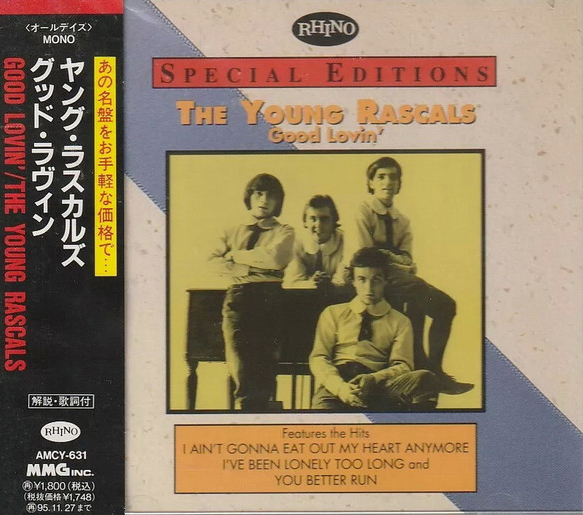 〈オールデイズ〉
MONO
ヤング・ラスカルズ
グッド・ラヴィン
GOOD LOVIN'/THE YOUNG RASCALS
あの名盤をお手軽な価格で…
解説・歌詞付
RHINO
AMCY-631
MMG INC.
再¥1,800(税込)
(税抜価格¥1,748)
再95.11.27まで
RHINO
SPECIAL EDITIONS
THE YOUNG RASCALS
Good Lovin'
Features the Hits
I AIN'T GONNA EAT OUT MY HEART ANYMORE
I'VE BEEN LONELY TOO LONG and
YOU BETTER RUN